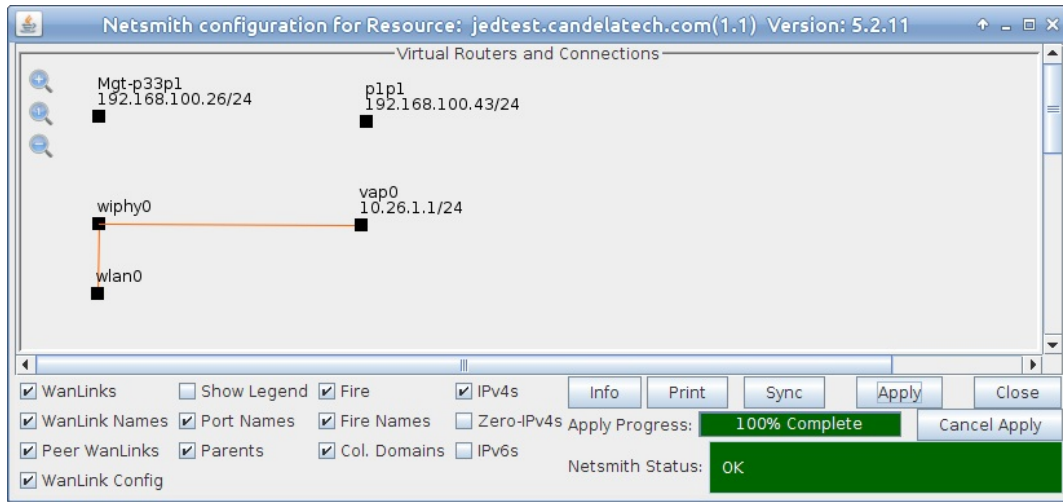 Netsmith configuration for Resource: jedtest.candelatech.com(1.1) Version: 5.2.11
Virtual Routers and Connections
Mgt-p33p1
192.168.100.26/24
p1p1
192.168.100.43/24
wiphy0
vap0
10.26.1.1/24
wlan0
WanLinks Show Legend Fire IPv4s Info Print Sync Apply Close
WanLink Names Port Names Fire Names Zero-IPv4s Apply Progress: 100% Complete Cancel Apply
Peer WanLinks Parents Col. Domains IPv6s Netsmith Status: OK
WanLink Config